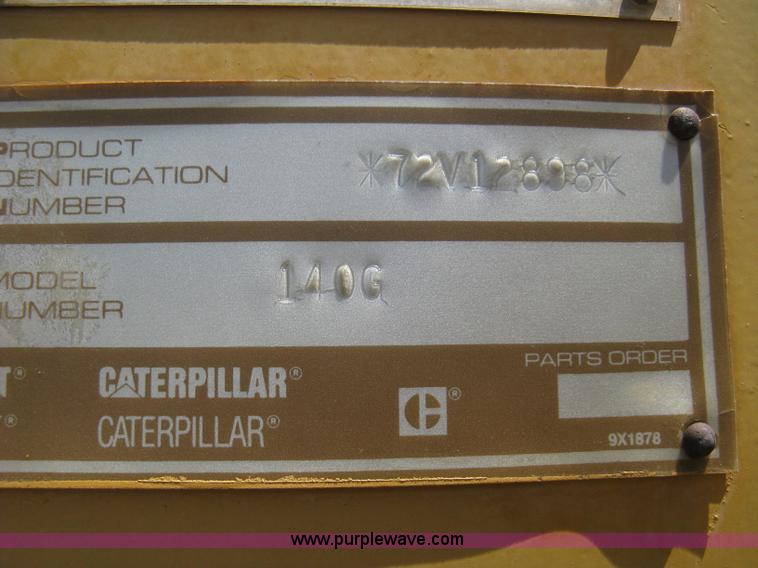 PRODUCT
IDENTIFICATION
NUMBER
*72V12898*
MODEL
NUMBER
140G
PARTS ORDER
CATERPILLAR®
CATERPILLAR®
®
9X1878
www.purplewave.com